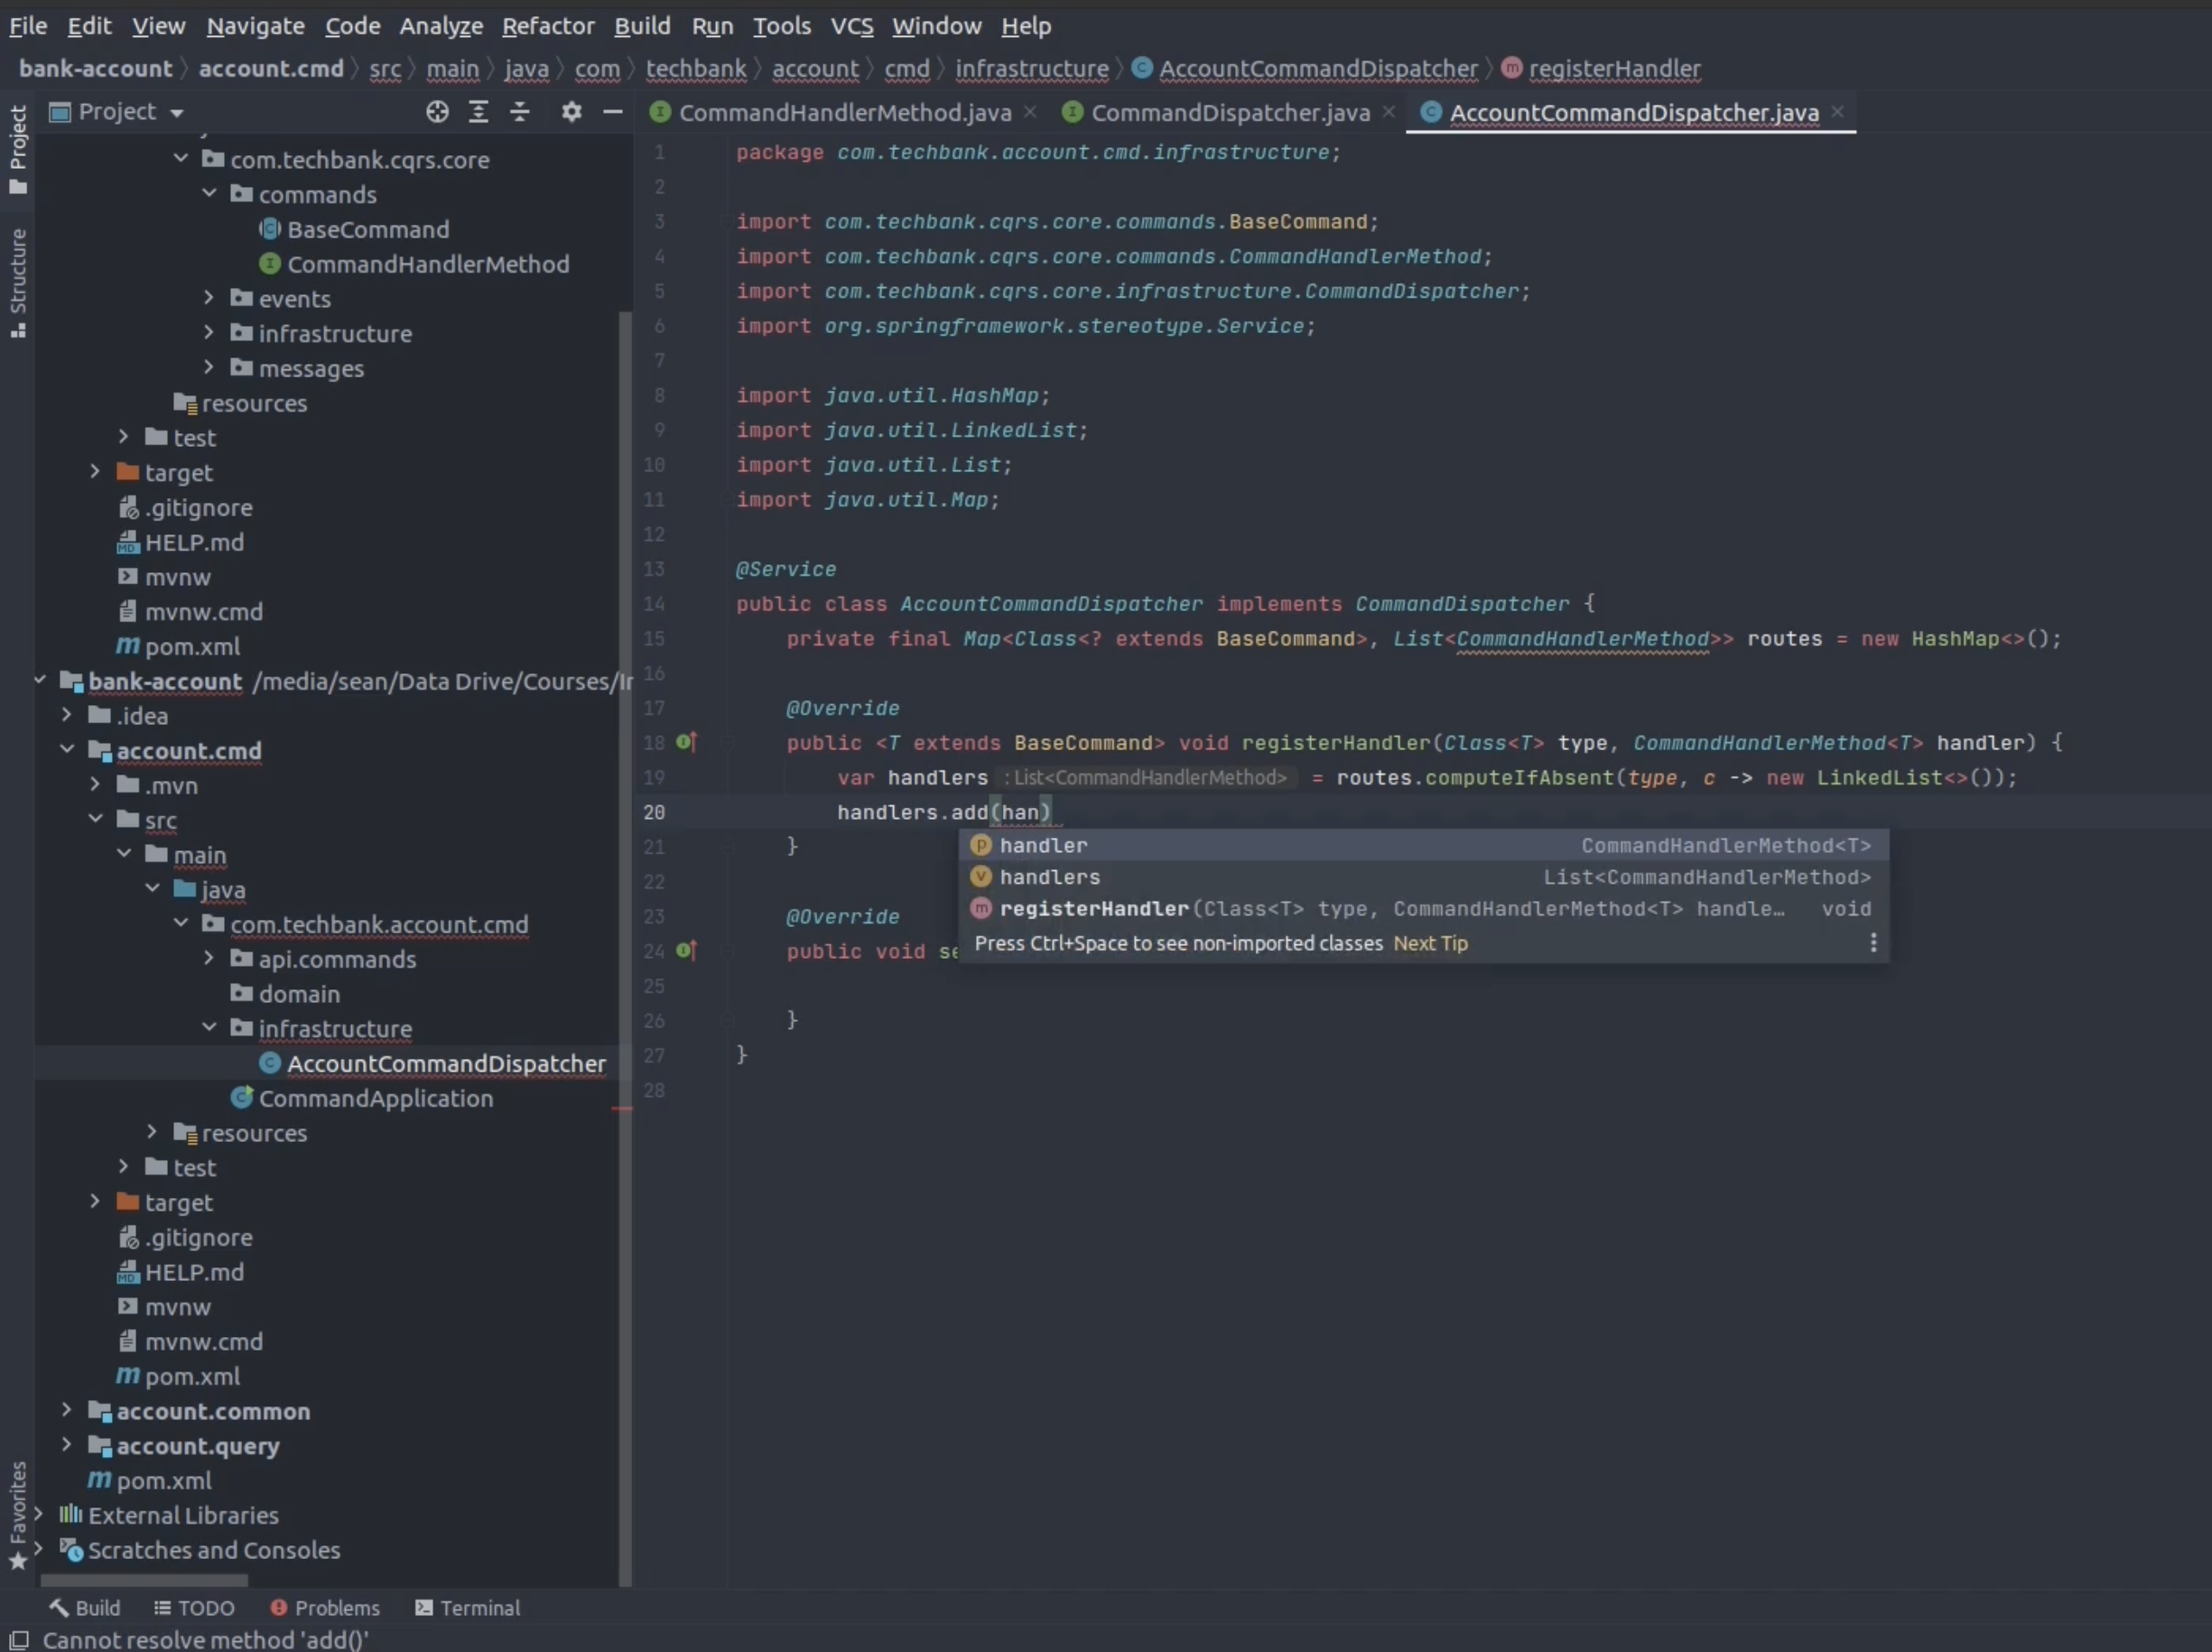 File Edit View Navigate Code Analyze Refactor Build Run Tools VCS Window Help
bank-account account.cmd src main java com techbank account cmd infrastructure AccountCommandDispatcher registerHandler
Project
CommandHandlerMethod.java CommandDispatcher.java AccountCommandDispatcher.java
Project
Structure
Favorites
com.techbank.cqrs.core
commands
BaseCommand
CommandHandlerMethod
events
infrastructure
messages
resources
test
target
.gitignore
HELP.md
mvnw
mvnw.cmd
pom.xml
bank-account /media/sean/Data Drive/Courses/Ir
.idea
account.cmd
.mvn
src
main
java
com.techbank.account.cmd
api.commands
domain
infrastructure
AccountCommandDispatcher
CommandApplication
resources
test
target
.gitignore
HELP.md
mvnw
mvnw.cmd
pom.xml
account.common
account.query
pom.xml
External Libraries
Scratches and Consoles
1 package com.techbank.account.cmd.infrastructure;
2
3 import com.techbank.cqrs.core.commands.BaseCommand;
4 import com.techbank.cqrs.core.commands.CommandHandlerMethod;
5 import com.techbank.cqrs.core.infrastructure.CommandDispatcher;
6 import org.springframework.stereotype.Service;
7
8 import java.util.HashMap;
9 import java.util.LinkedList;
10 import java.util.List;
11 import java.util.Map;
12
13 @Service
14 public class AccountCommandDispatcher implements CommandDispatcher {
15 private final Map<Class<? extends BaseCommand>, List<CommandHandlerMethod>> routes = new HashMap<>();
16
17 @Override
18 public <T extends BaseCommand> void registerHandler(Class<T> type, CommandHandlerMethod<T> handler) {
19 var handlers : List<CommandHandlerMethod> = routes.computeIfAbsent(type, c -> new LinkedList<>());
20 handlers.add(han)
21 }
22
23 @Override
24 public void se
25
26 }
27 }
28
handler CommandHandlerMethod<T>
handlers List<CommandHandlerMethod>
registerHandler(Class<T> type, CommandHandlerMethod<T> handle… void
Press Ctrl+Space to see non-imported classes Next Tip
Build TODO Problems Terminal
Cannot resolve method 'add()'